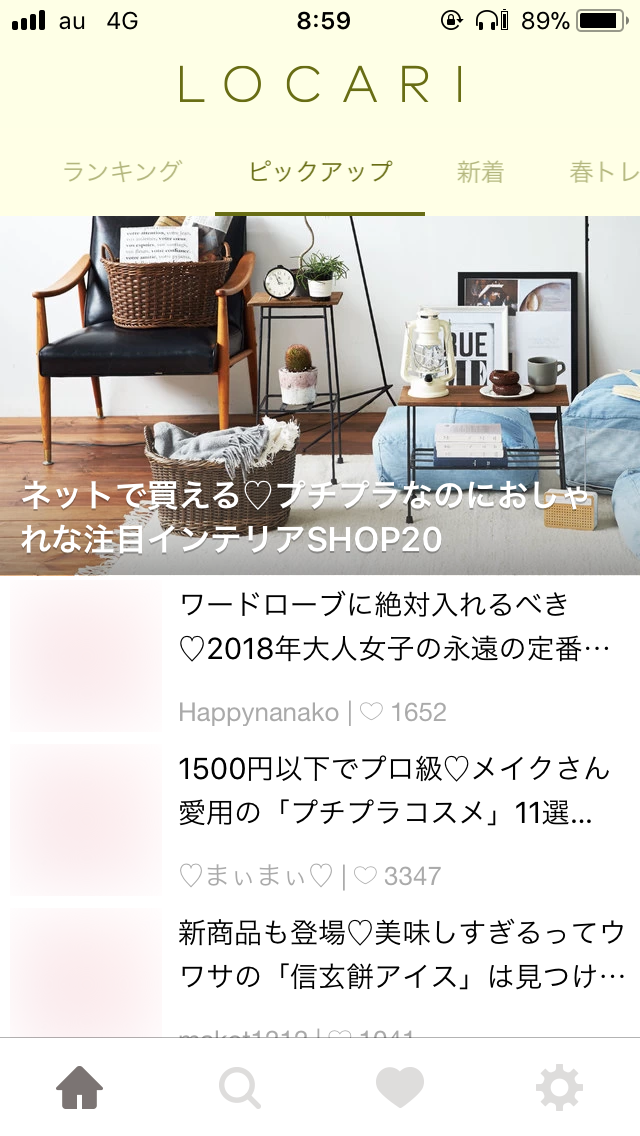 au 4G 8:59 89%
LOCARI
ランキング ピックアップ 新着 春トレ
votre attention,
RUE
ネットで買える♡プチプラなのにおしゃ
れな注目インテリアSHOP20
ワードローブに絶対入れるべき
♡2018年大人女子の永遠の定番…
Happynanako | ♡ 1652
1500円以下でプロ級♡メイクさん
愛用の「プチプラコスメ」11選...
♡まぃまぃ♡ | ♡ 3347
新商品も登場♡美味しすぎるってウ
ワサの「信玄餅アイス」は見つけ…